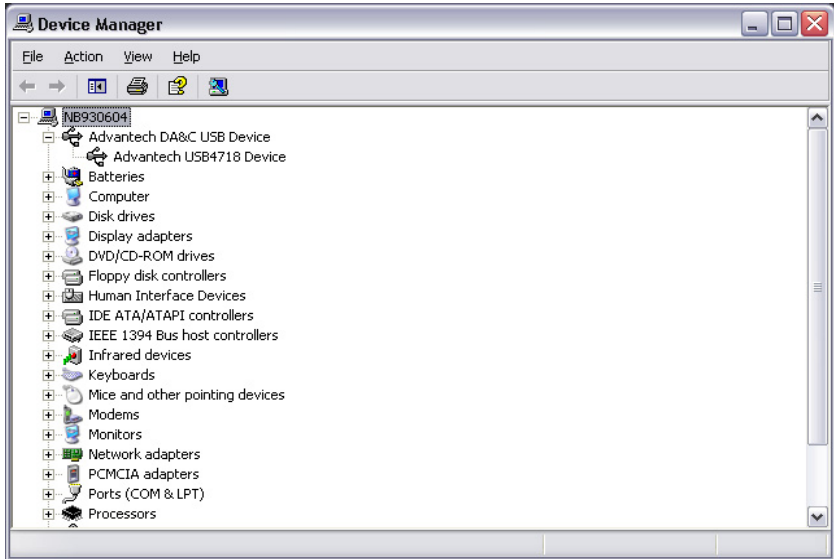 Device Manager
File Action View Help
NB930604
Advantech DA&C USB Device
Advantech USB4718 Device
Batteries
Computer
Disk drives
Display adapters
DVD/CD-ROM drives
Floppy disk controllers
Human Interface Devices
IDE ATA/ATAPI controllers
IEEE 1394 Bus host controllers
Infrared devices
Keyboards
Mice and other pointing devices
Modems
Monitors
Network adapters
PCMCIA adapters
Ports (COM & LPT)
Processors